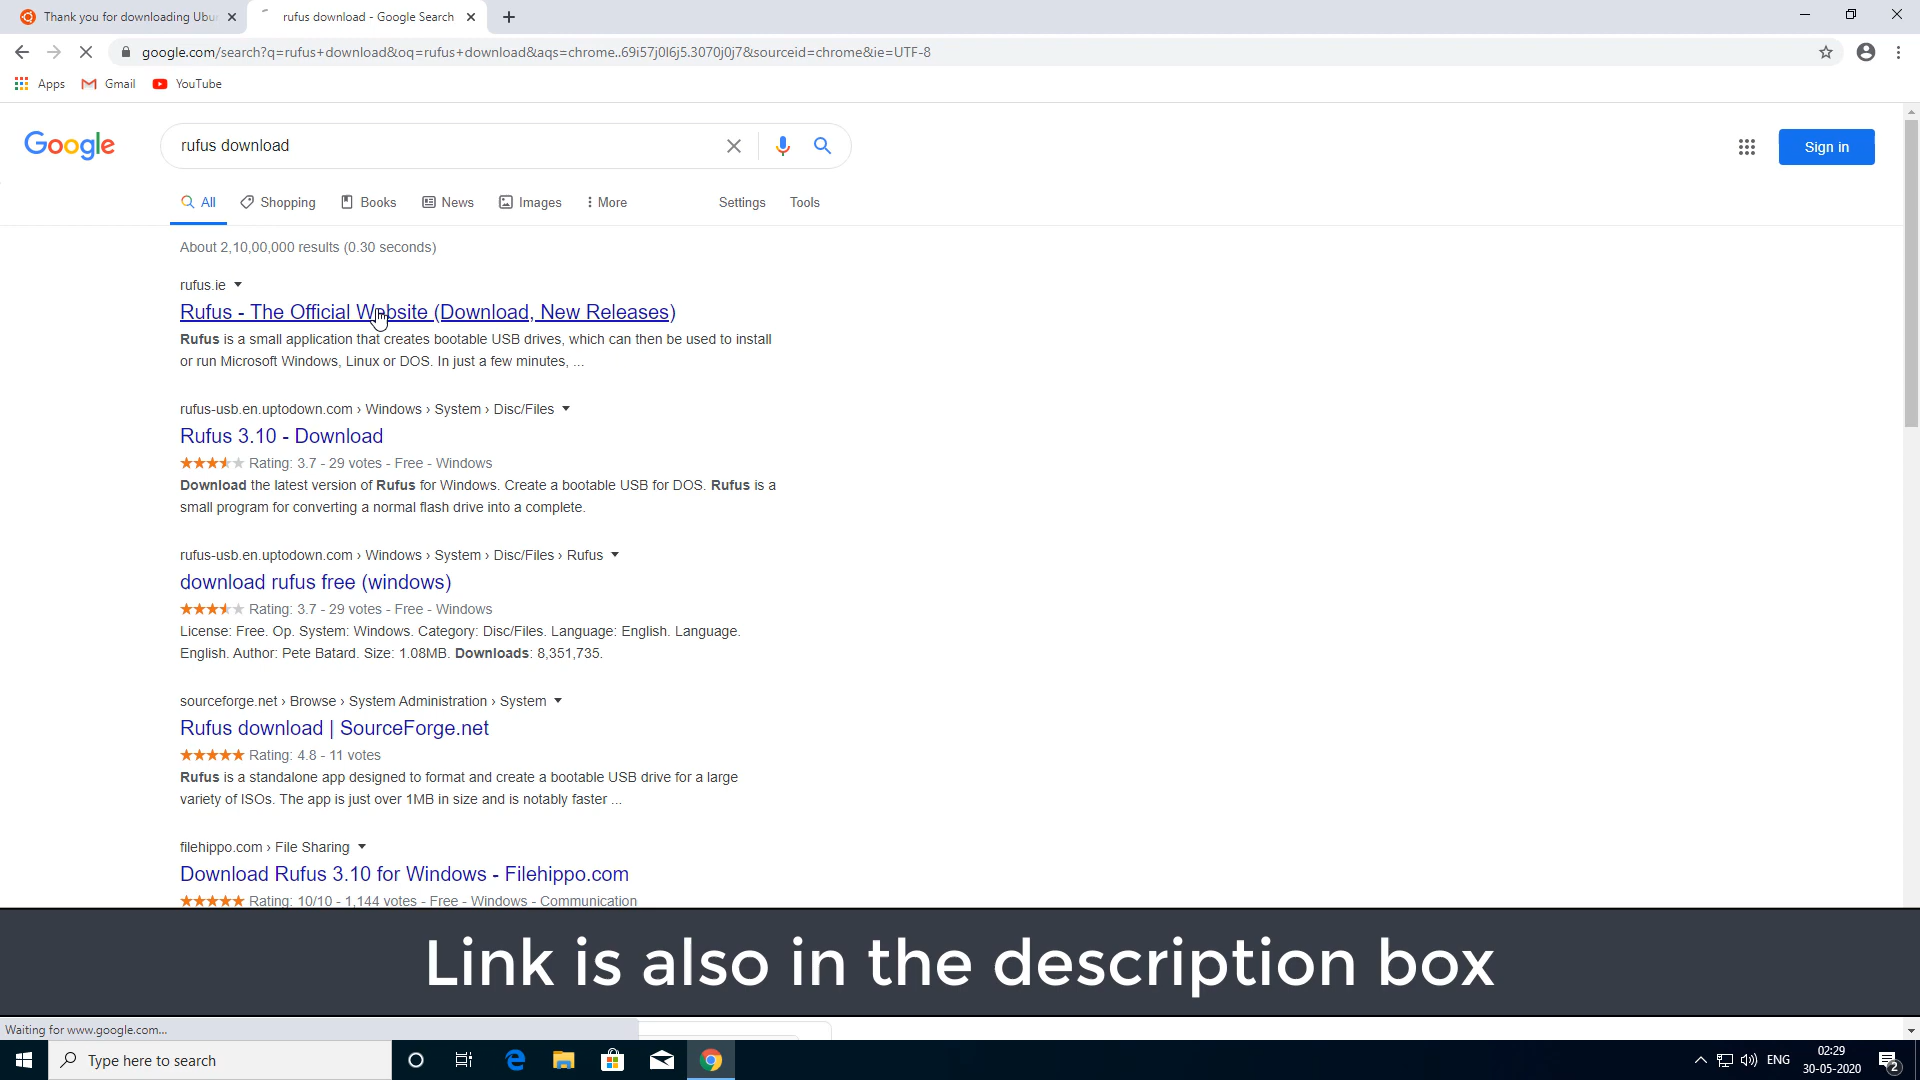 Thank you for downloading Ubu
rufus download - Google Search
google.com/search?q=rufus+download&oq=rufus+download&aqs=chrome..69i57j0l6j5.3070j0j7&sourceid=chrome&ie=UTF-8
Apps
Gmail
YouTube
Google
rufus download
Sign in
All
Shopping
Books
News
Images
More
Settings
Tools
About 2,10,00,000 results (0.30 seconds)
rufus.ie
Rufus - The Official Website (Download, New Releases)
Rufus is a small application that creates bootable USB drives, which can then be used to install
or run Microsoft Windows, Linux or DOS. In just a few minutes, ...
rufus-usb.en.uptodown.com › Windows › System › Disc/Files
Rufus 3.10 - Download
Rating: 3.7 - 29 votes - Free - Windows
Download the latest version of Rufus for Windows. Create a bootable USB for DOS. Rufus is a
small program for converting a normal flash drive into a complete.
rufus-usb.en.uptodown.com › Windows › System › Disc/Files › Rufus
download rufus free (windows)
Rating: 3.7 - 29 votes - Free - Windows
License: Free. Op. System: Windows. Category: Disc/Files. Language: English. Language.
English. Author: Pete Batard. Size: 1.08MB. Downloads: 8,351,735.
sourceforge.net › Browse › System Administration › System
Rufus download | SourceForge.net
Rating: 4.8 - 11 votes
Rufus is a standalone app designed to format and create a bootable USB drive for a large
variety of ISOs. The app is just over 1MB in size and is notably faster ...
filehippo.com › File Sharing
Download Rufus 3.10 for Windows - Filehippo.com
Rating: 10/10 - 1,144 votes - Free - Windows - Communication
Link is also in the description box
Waiting for www.google.com...
Type here to search
ENG
02:29
30-05-2020
2